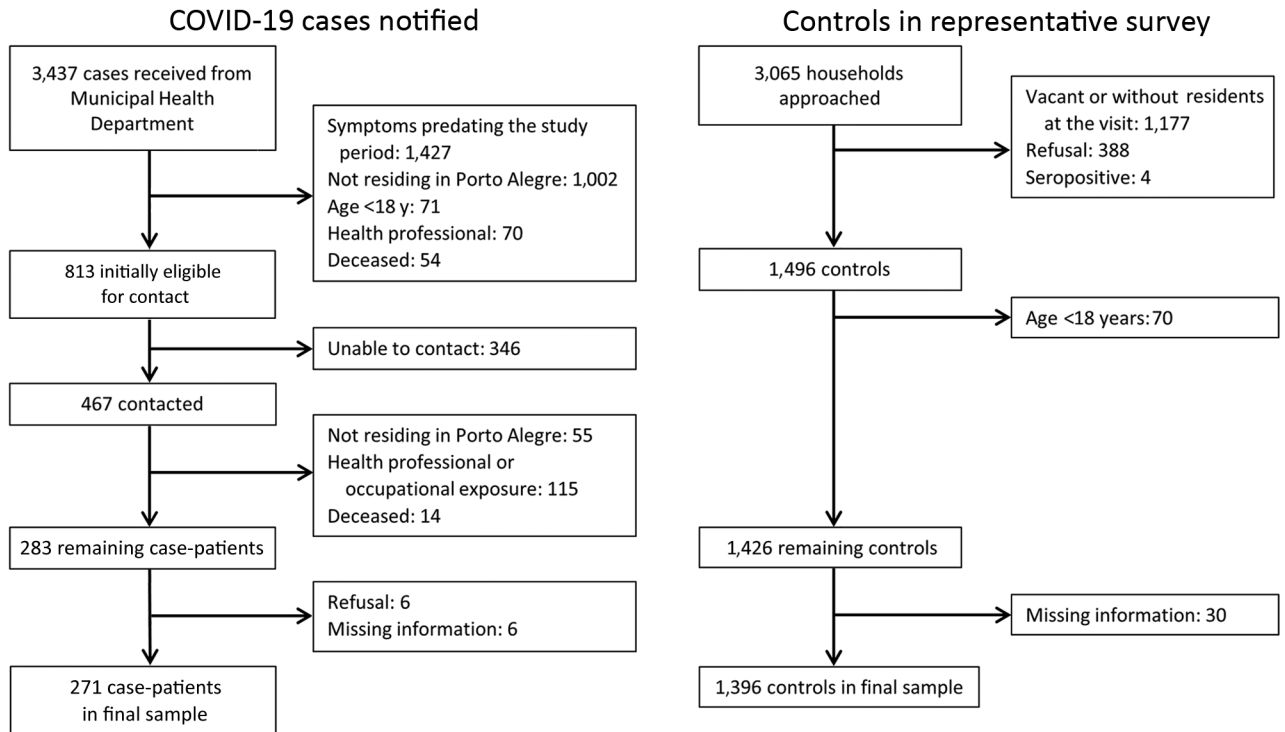 COVID-19 cases notified
3,437 cases received from
Municipal Health
Department
Symptoms predating the study
period: 1,427
Not residing in Porto Alegre: 1,002
Age <18 y: 71
Health professional: 70
Deceased: 54
813 initially eligible
for contact
Unable to contact: 346
467 contacted
Not residing in Porto Alegre: 55
Health professional or
occupational exposure: 115
Deceased: 14
283 remaining case-patients
Refusal: 6
Missing information: 6
271 case-patients
in final sample
Controls in representative survey
3,065 households
approached
Vacant or without residents
at the visit: 1,177
Refusal: 388
Seropositive: 4
1,496 controls
Age <18 years:70
1,426 remaining controls
Missing information: 30
1,396 controls in final sample